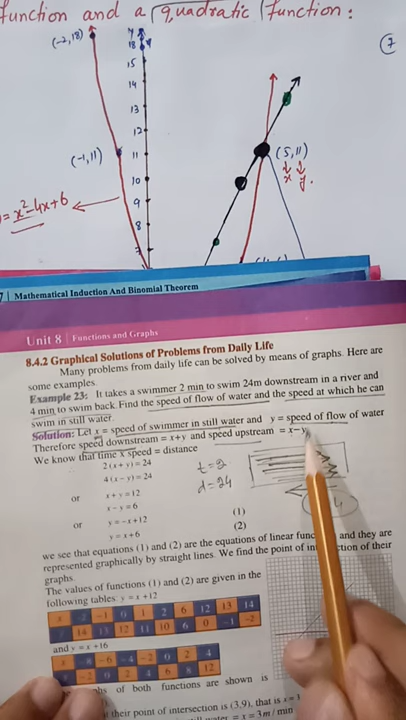 function and a quadratic function:
7
(-2,18)
y
18
15
14
13
12
(-1,11)
11
(5,11)
x y.
10
= x²-4x+6
9
8
7
7 | Mathematical Induction And Binomial Theorem
Unit 8 | Functions and Graphs
8.4.2 Graphical Solutions of Problems from Daily Life
Many problems from daily life can be solved by means of graphs. Here are
some examples.
Example 23: It takes a swimmer 2 min to swim 24m downstream in a river and
4 min to swim back. Find the speed of flow of water and the speed at which he can
swim in still water.
Solution: Let x = speed of swimmer in still water and y = speed of flow of water
Therefore speed downstream = x+y and speed upstream = x−y
We know that time x speed = distance
2(x+y)=24
4(x−y)=24
t=2
d=24
or x+y=12
x−y=6
4
or y=−x+12 (1)
y=x+6 (2)
we see that equations (1) and (2) are the equations of linear and they are
represented graphically by straight lines. We find the point of of their
graphs.
The values of functions (1) and (2) are given in the
following tables: y=x+12
x -2 -1 0 1 2 6 12 13 14
y 14 13 12 11 10 6 0 -1 -2
and y=x+16
x -8 -6 -4 -2 0 2 4
-2 0 2 4 6 8 12
of both functions are shown
their point of intersection is (3,9), that is x=
water = x = 3m / min